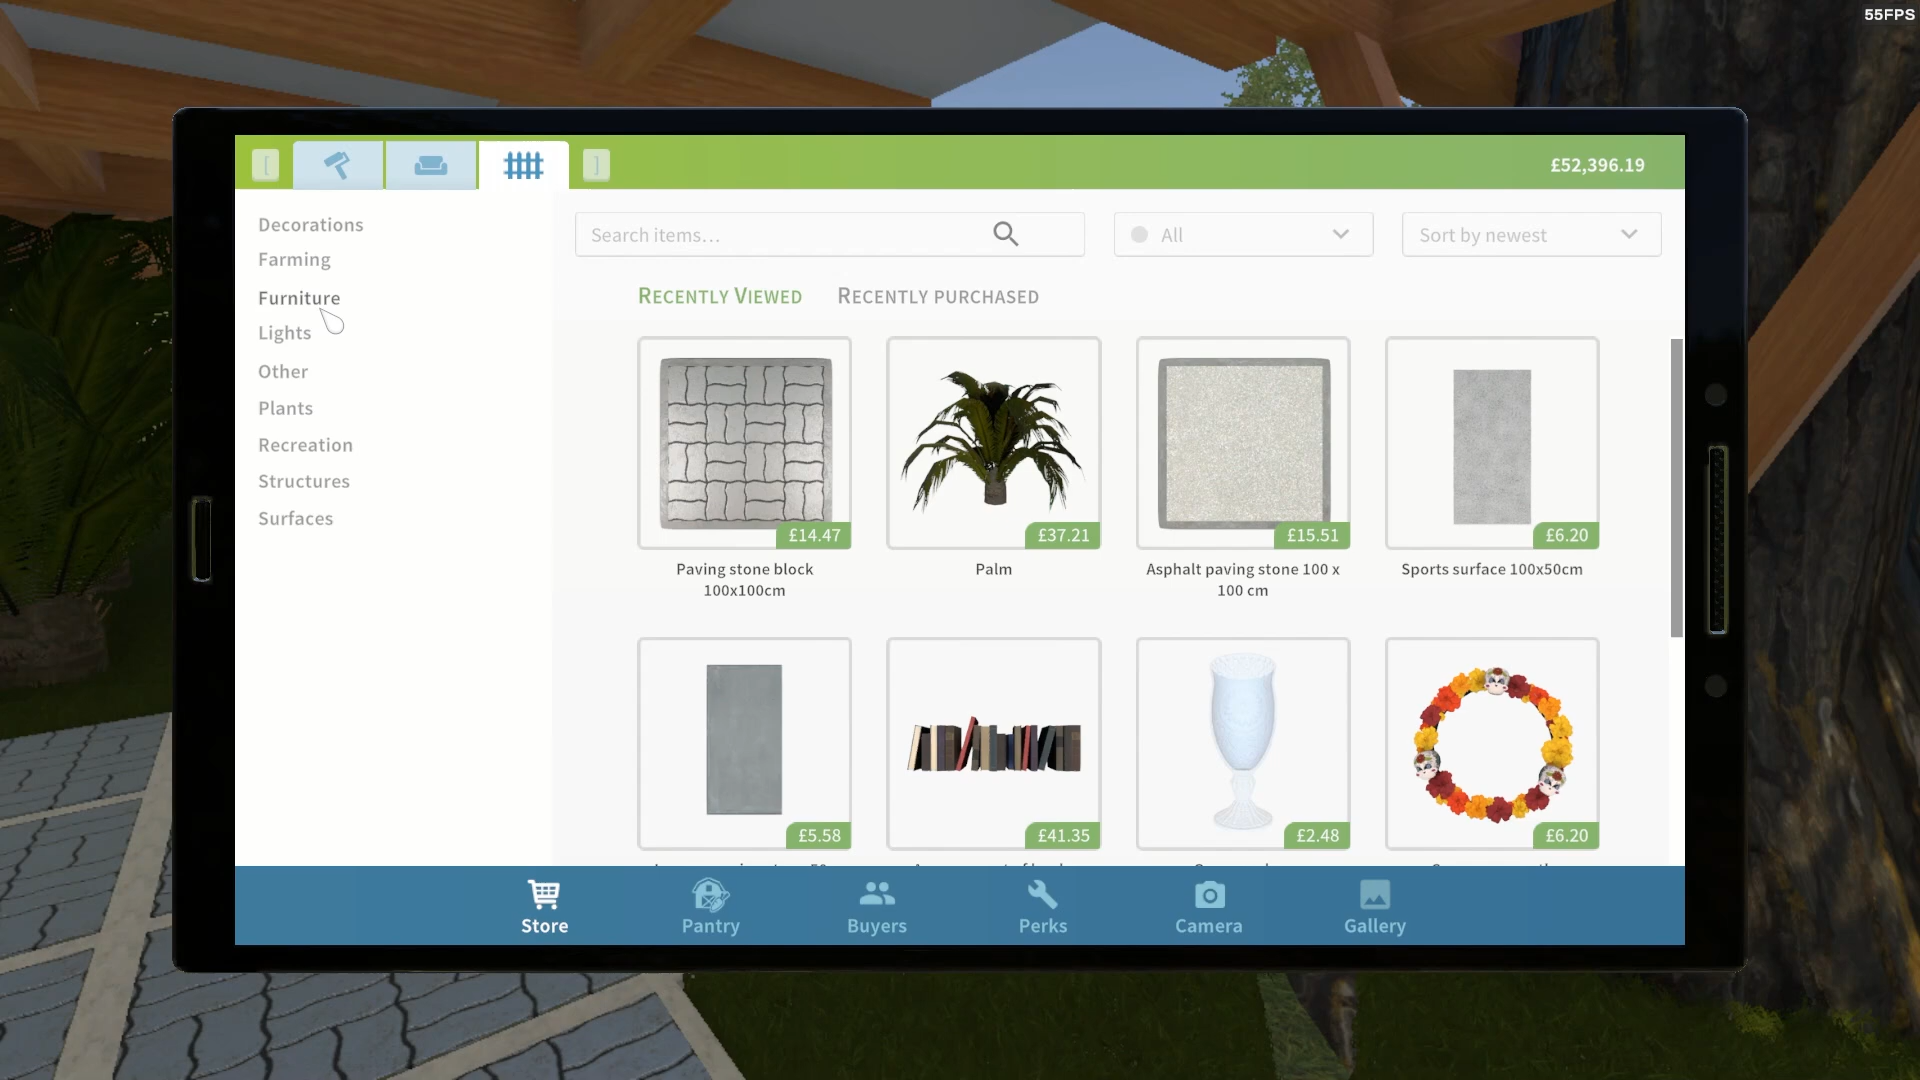 55FPS
[
]
£52,396.19
Decorations
Farming
Furniture
Lights
Other
Plants
Recreation
Structures
Surfaces
Search items...
All
Sort by newest
RECENTLY VIEWED
RECENTLY PURCHASED
£14.47
£37.21
£15.51
£6.20
Paving stone block
100x100cm
Palm
Asphalt paving stone 100 x
100 cm
Sports surface 100x50cm
£5.58
£41.35
£2.48
£6.20
Store
Pantry
Buyers
Perks
Camera
Gallery